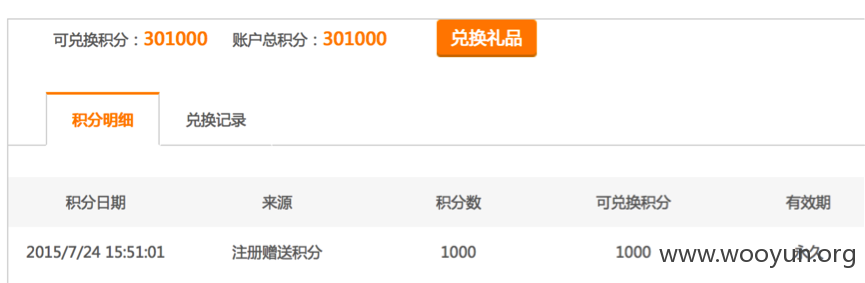 可兑换积分：301000 账户总积分：301000 兑换礼品
积分明细 兑换记录
积分日期 来源 积分数 可兑换积分 有效期
2015/7/24 15:51:01 注册赠送积分 1000 1000 永久
www.wooyun.org